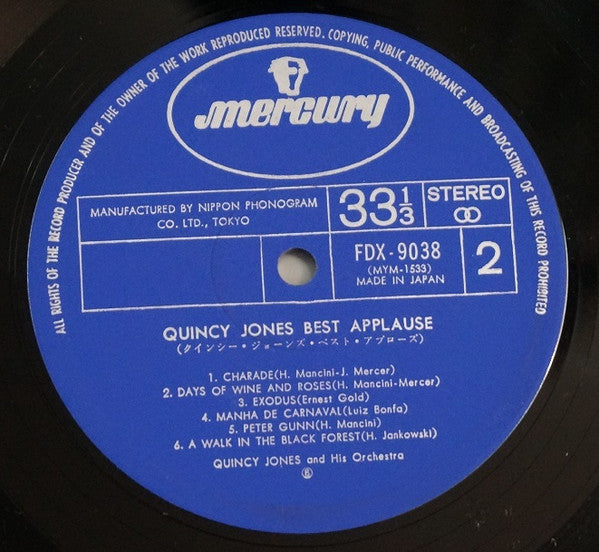 ALL RIGHTS OF THE RECORD PRODUCER AND OF THE OWNER OF THE WORK REPRODUCED RESERVED. COPYING, PUBLIC PERFORMANCE AND BROADCASTING OF THIS RECORD PROHIBITED
mercury
MANUFACTURED BY NIPPON PHONOGRAM
CO. LTD., TOKYO
33 1/3
STEREO
FDX-9038
(MYM-1533)
MADE IN JAPAN
2
QUINCY JONES BEST APPLAUSE
(クインシー・ジョーンズ・ベスト・アプローズ)
1. CHARADE(H. Mancini-J. Mercer)
2. DAYS OF WINE AND ROSES(H. Mancini-Mercer)
3. EXODUS(Ernest Gold)
4. MANHA DE CARNAVAL(Luiz Bonfa)
5. PETER GUNN(H. Mancini)
6. A WALK IN THE BLACK FOREST(H. Jankowski)
QUINCY JONES and His Orchestra